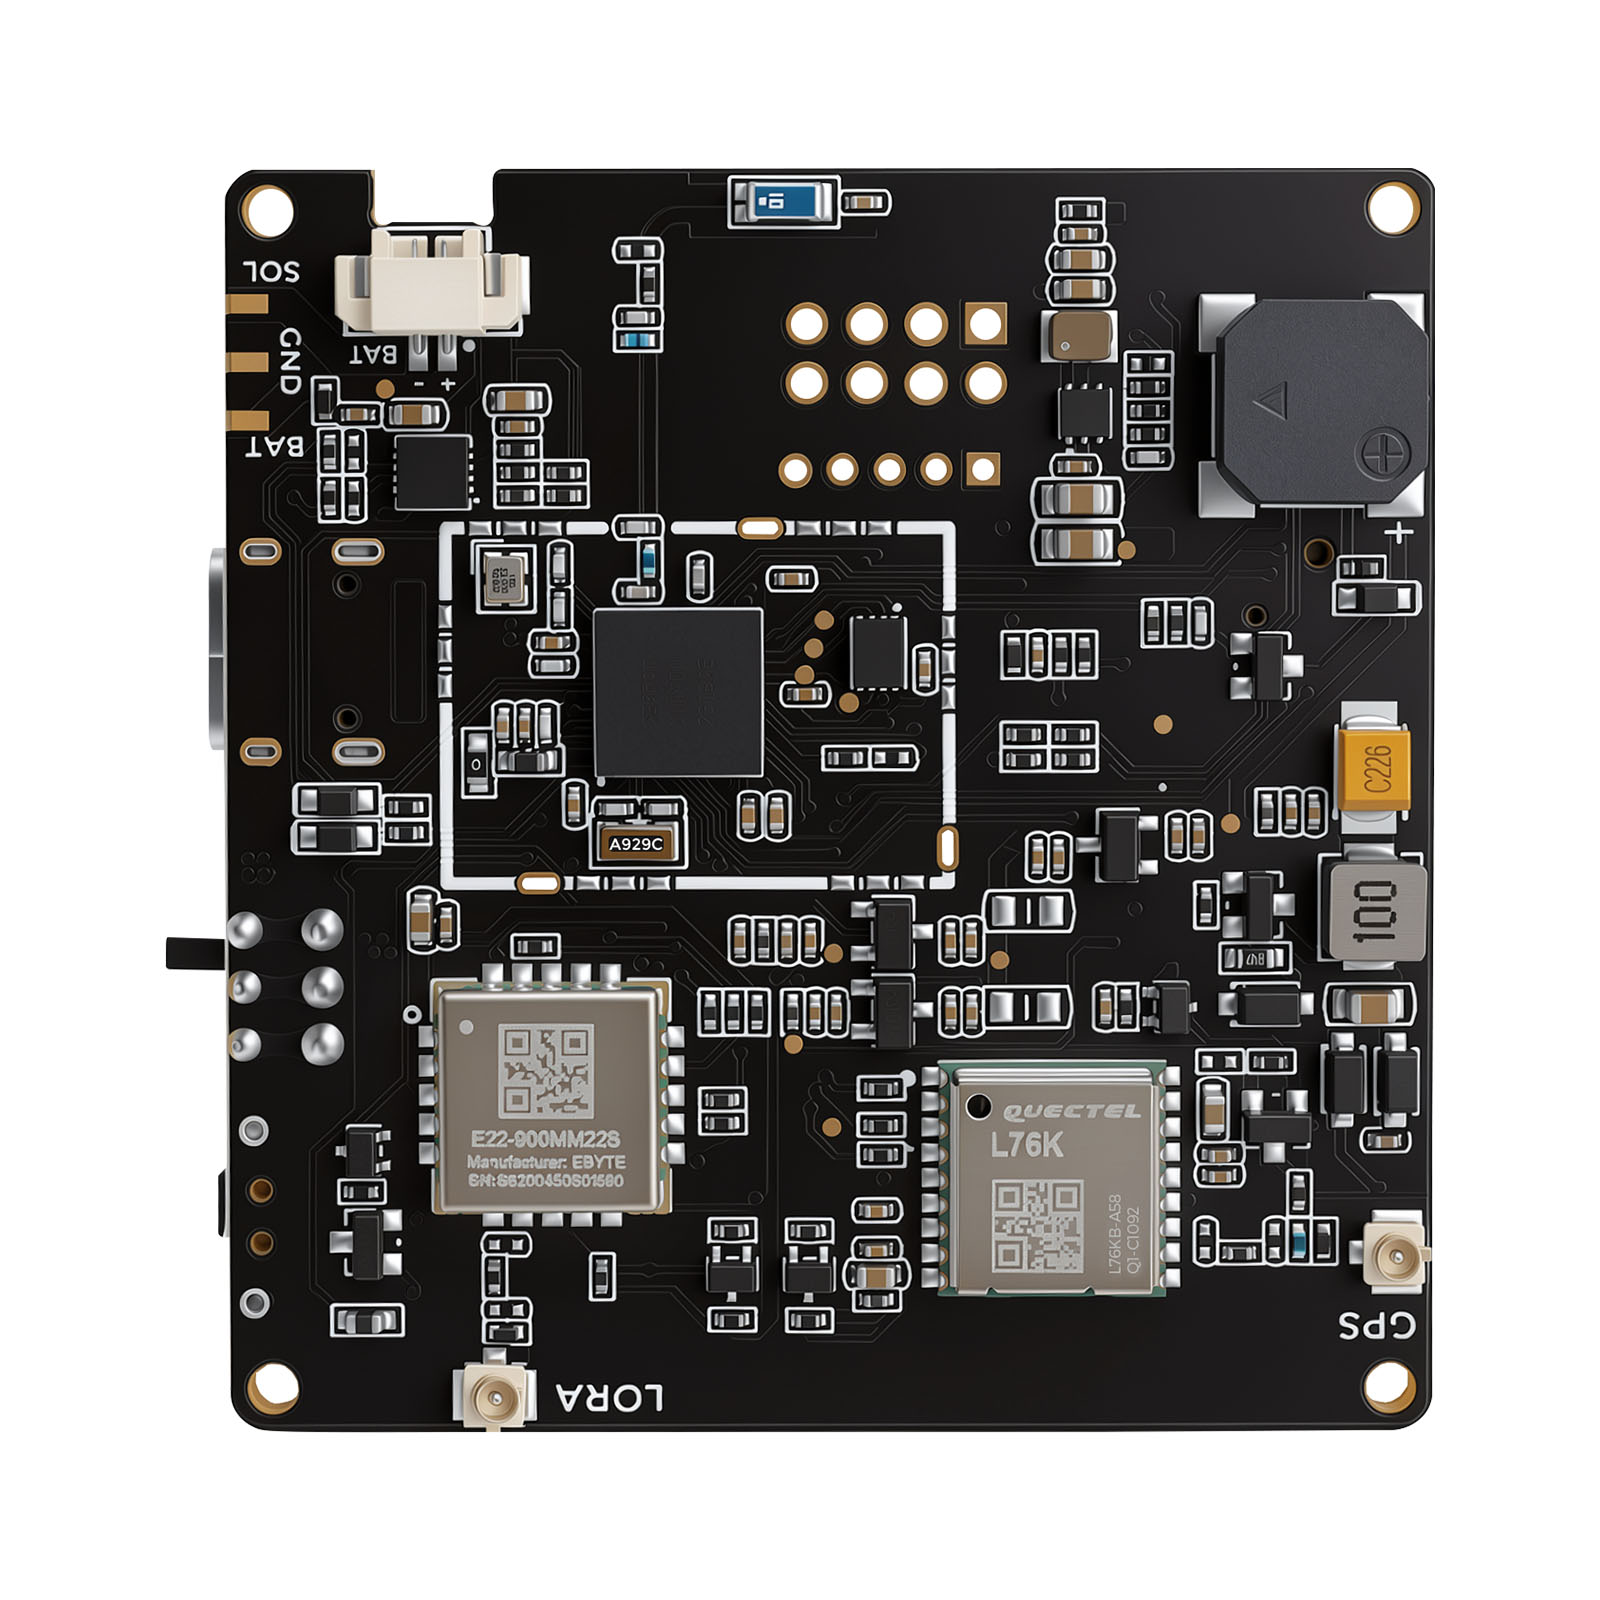 SOL
GND
BAT
BAT
- +
+
C226
A929C
100
E22-900MM22S
Manufacturer: EBYTE
SN:S6200450S01580
QUECTEL
L76K
L76KB-A58
Q1-C1092
GPS
LORA